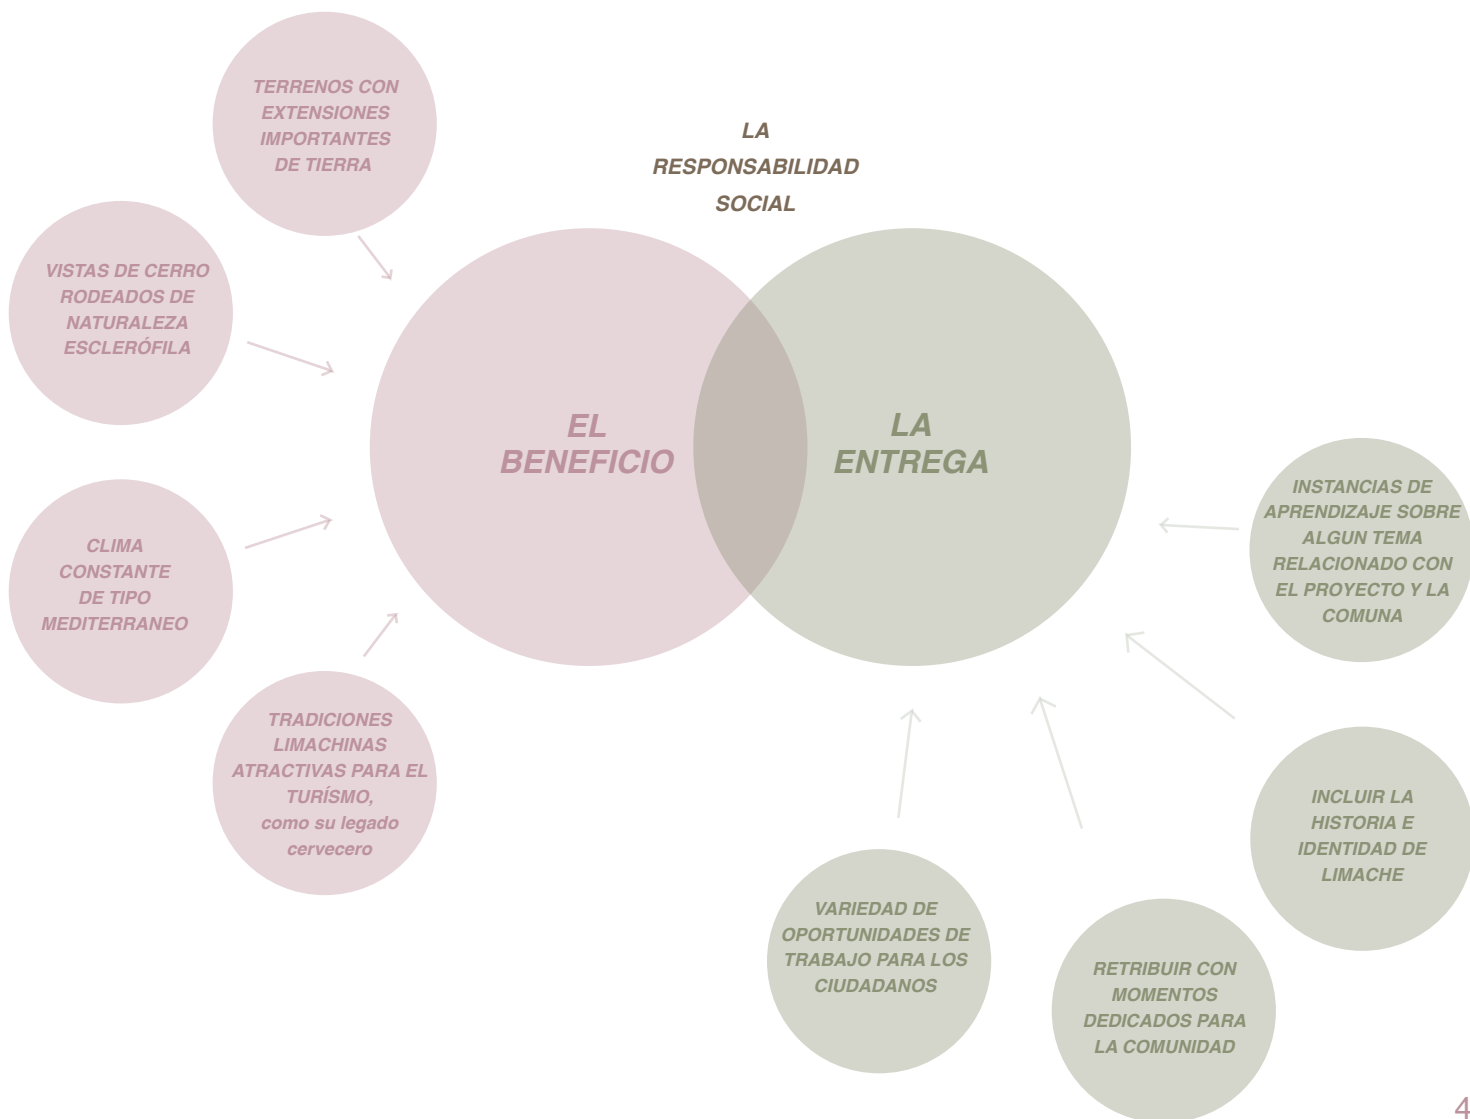 TERRENOS CON
EXTENSIONES
IMPORTANTES
DE TIERRA
LA
RESPONSABILIDAD
SOCIAL
VISTAS DE CERRO
RODEADOS DE
NATURALEZA
ESCLERÓFILA
EL
BENEFICIO
LA
ENTREGA
CLIMA
CONSTANTE
DE TIPO
MEDITERRANEO
INSTANCIAS DE
APRENDIZAJE SOBRE
ALGUN TEMA
RELACIONADO CON
EL PROYECTO Y LA
COMUNA
TRADICIONES
LIMACHINAS
ATRACTIVAS PARA EL
TURÍSMO,
como su legado
cervecero
INCLUIR LA
HISTORIA E
IDENTIDAD DE
LIMACHE
VARIEDAD DE
OPORTUNIDADES DE
TRABAJO PARA LOS
CIUDADANOS
RETRIBUIR CON
MOMENTOS
DEDICADOS PARA
LA COMUNIDAD
4